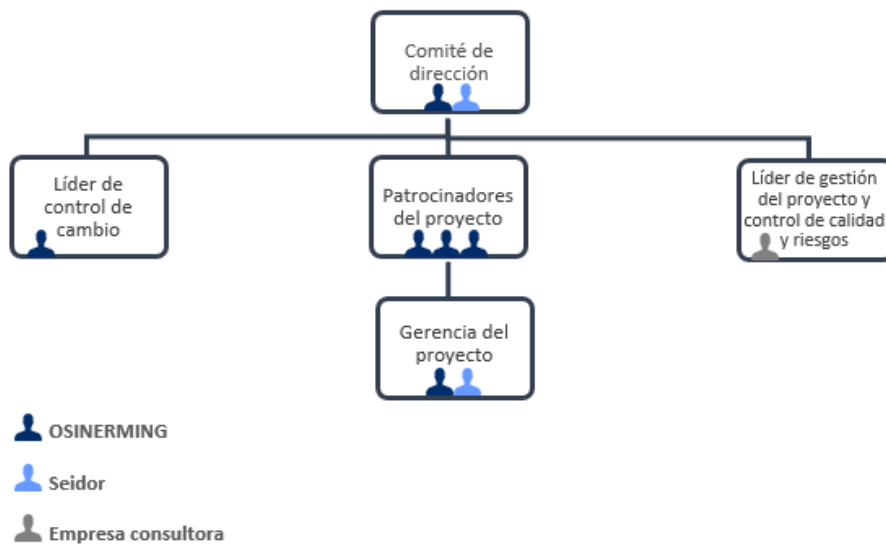 Comité de
dirección
Líder de
control de
cambio
Patrocinadores
del proyecto
Líder de gestión
del proyecto y
control de calidad
y riesgos
Gerencia del
proyecto
OSINERMING
Seidor
Empresa consultora